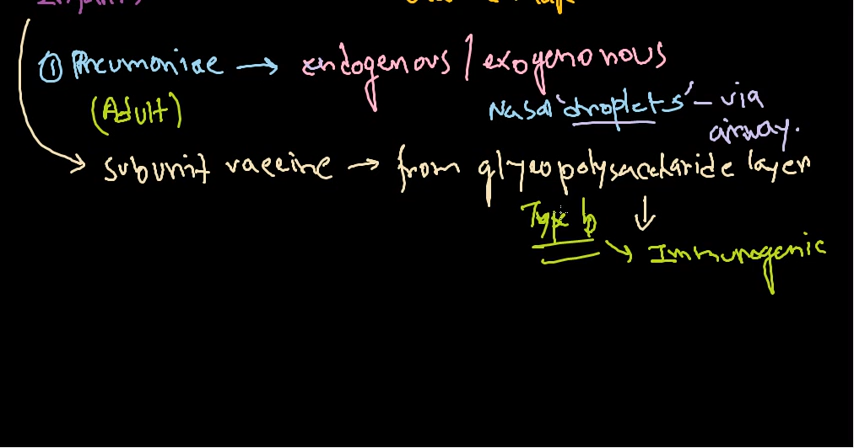 ① Pneumoniae → endogenous / exogenonous
(Adult)
Nasal 'droplets' – via
airway.
subunit vaccine → from glycopolysaccharide layer
Type b
Immunogenic